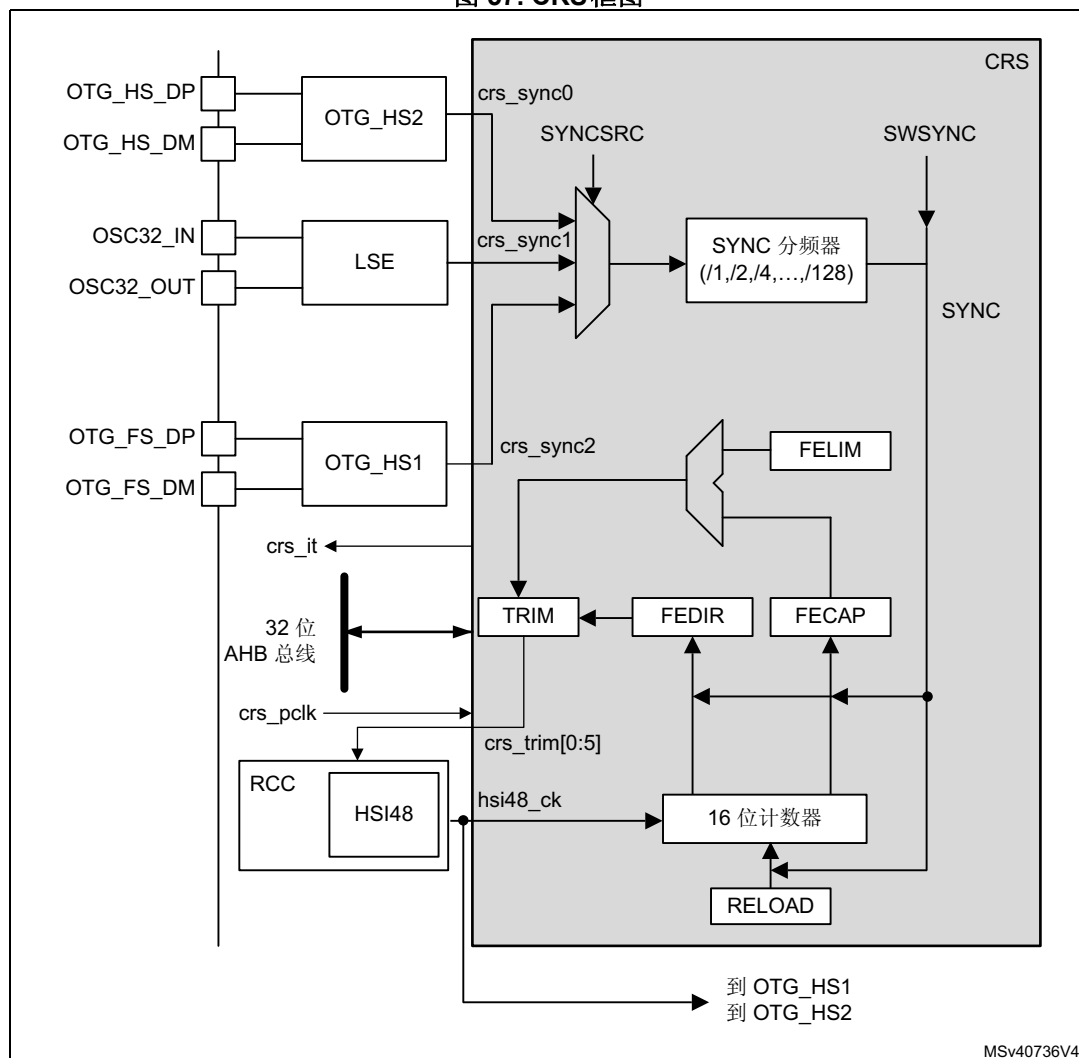 CRS
OTG_HS_DP
OTG_HS_DM
OTG_HS2
crs_sync0
SYNCSRC
SWSYNC
OSC32_IN
OSC32_OUT
LSE
crs_sync1
SYNC 分频器
(/1,/2,/4,…,/128)
SYNC
OTG_FS_DP
OTG_FS_DM
OTG_HS1
crs_sync2
FELIM
crs_it
TRIM
FEDIR
FECAP
32 位
AHB 总线
crs_pclk
crs_trim[0:5]
RCC
HSI48
hsi48_ck
16 位计数器
RELOAD
到 OTG_HS1
到 OTG_HS2
MSv40736V4